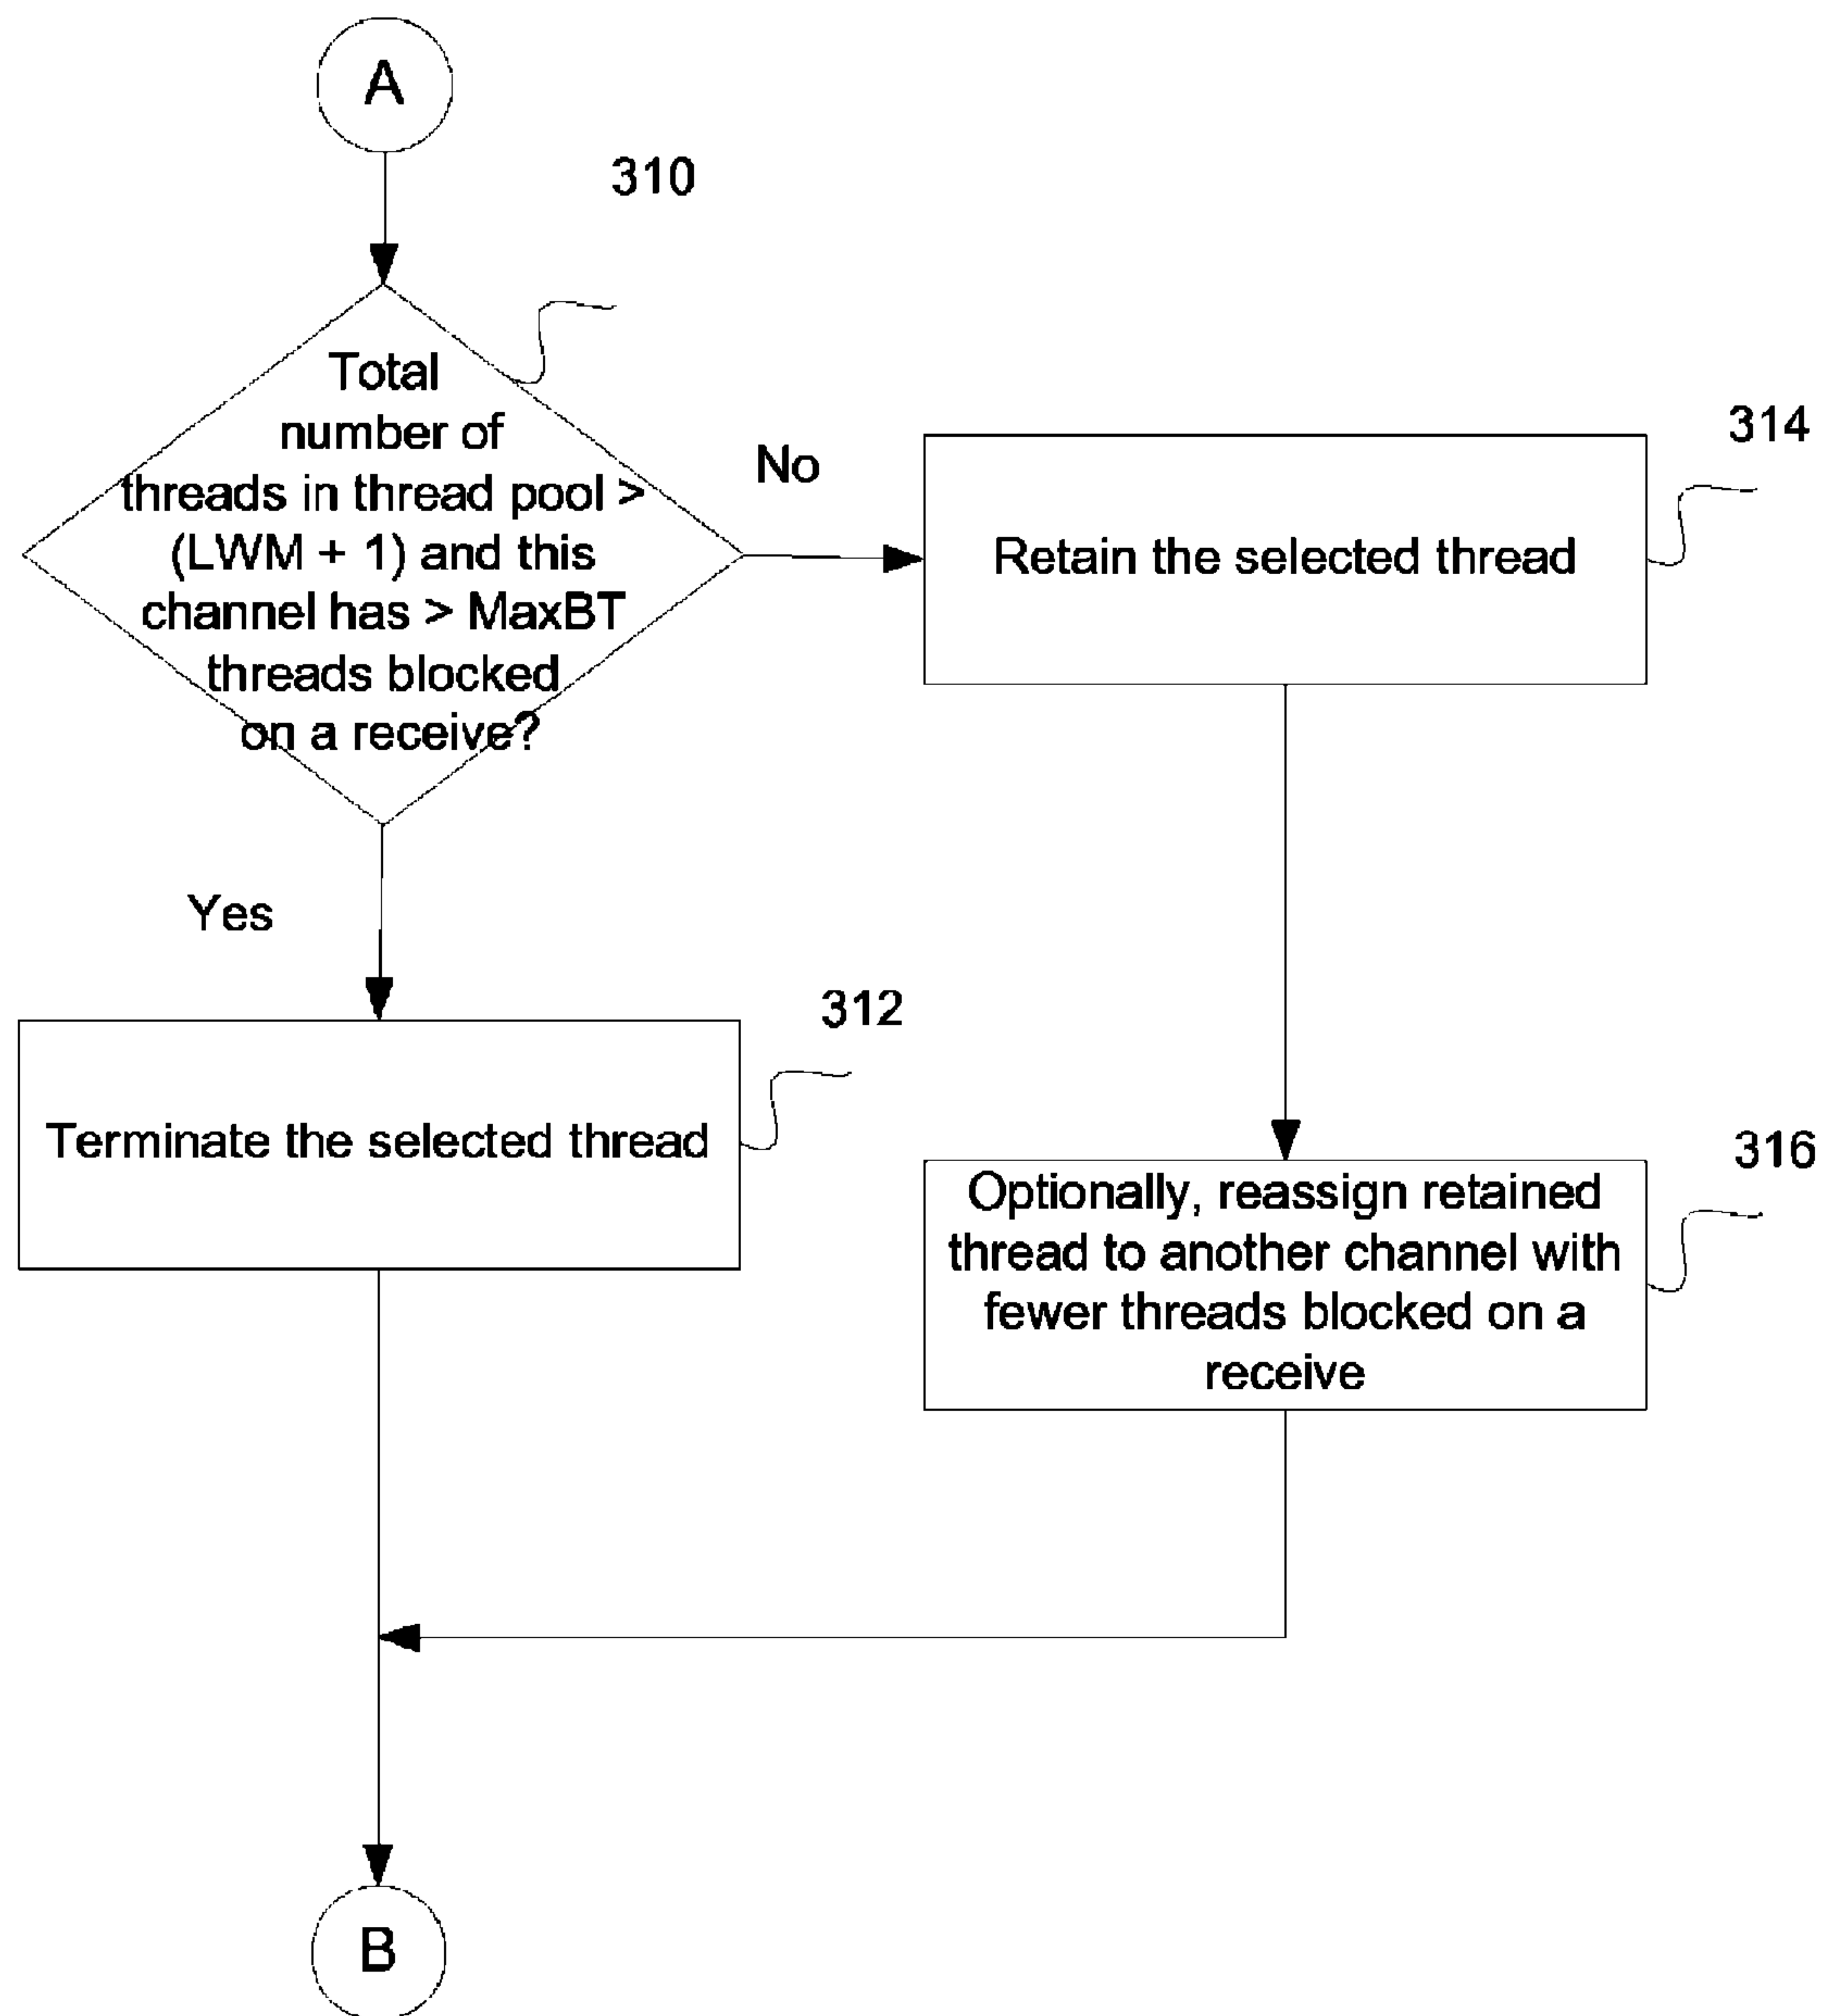 A
310
Total
number of
threads in thread pool >
(LWM + 1) and this
channel has > MaxBT
threads blocked
on a receive?
No
314
Retain the selected thread
Yes
312
Terminate the selected thread
316
Optionally, reassign retained
thread to another channel with
fewer threads blocked on a
receive
B